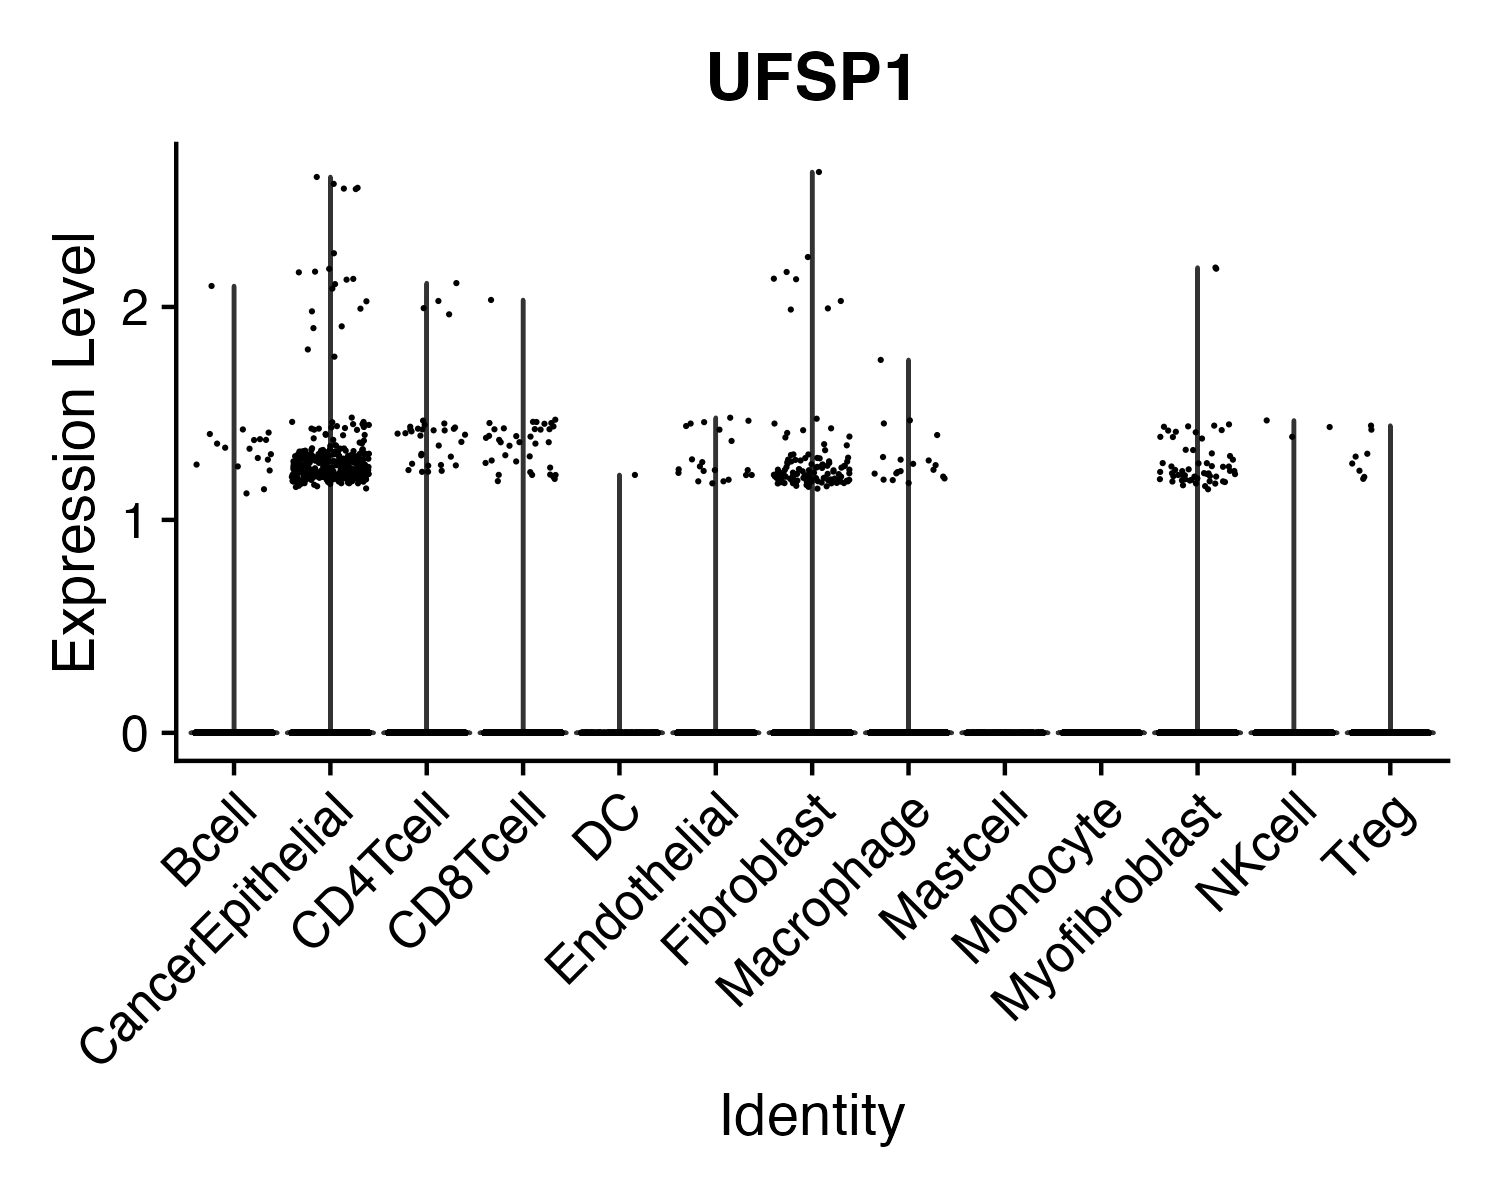 UFSP1
Expression Level
2
1
0
Bcell
CancerEpithelial
CD4Tcell
CD8Tcell
DC
Endothelial
Fibroblast
Macrophage
Mastcell
Monocyte
Myofibroblast
NKcell
Treg
Identity